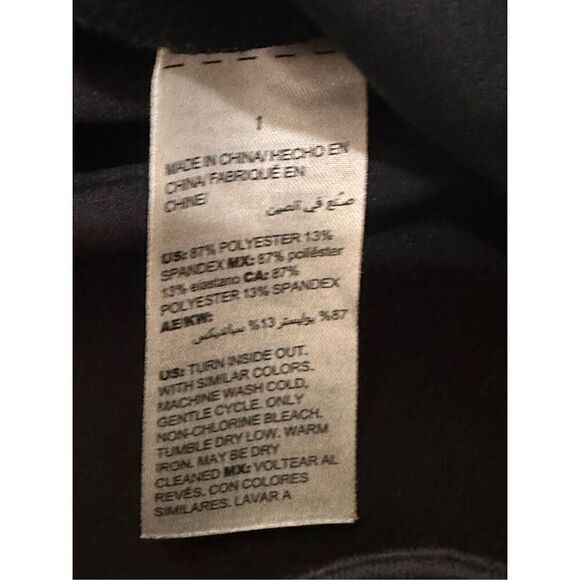 1
MADE IN CHINA/ HECHO EN
CHINA/ FABRIQUÉ EN
CHINE/
صنع في الصين
US: 87% POLYESTER 13%
SPANDEX MX: 87% poliéster
13% elastano CA: 87%
POLYESTER 13% SPANDEX
AE/KW:
87% بوليستر 13% سباندیکس
US: TURN INSIDE OUT.
WITH SIMILAR COLORS.
MACHINE WASH COLD,
GENTLE CYCLE. ONLY
NON-CHLORINE BLEACH.
TUMBLE DRY LOW. WARM
IRON. MAY BE DRY
CLEANED MX: VOLTEAR AL
REVÉS. CON COLORES
SIMILARES. LAVAR A